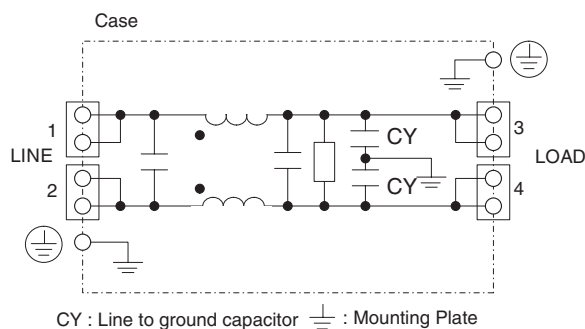 Case
1
3
CY
LINE
LOAD
2
CY
4
CY : Line to ground capacitor : Mounting Plate